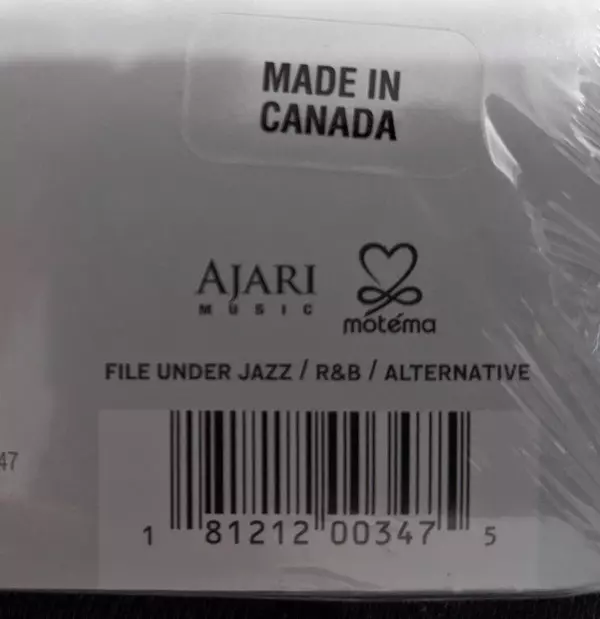 MADE IN
CANADA
AJARI
MUSIC
motéma
FILE UNDER JAZZ / R&B / ALTERNATIVE
47
1 81212 00347 5